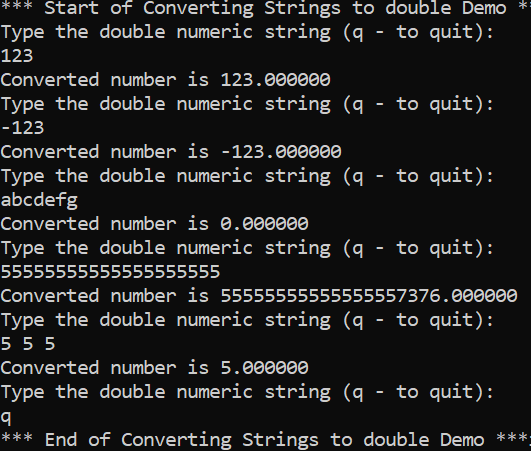 *** Start of Converting Strings to double Demo *
Type the double numeric string (q - to quit):
123
Converted number is 123.000000
Type the double numeric string (q - to quit):
-123
Converted number is -123.000000
Type the double numeric string (q - to quit):
abcdefg
Converted number is 0.000000
Type the double numeric string (q - to quit):
55555555555555555555
Converted number is 55555555555555557376.000000
Type the double numeric string (q - to quit):
5 5 5
Converted number is 5.000000
Type the double numeric string (q - to quit):
q
*** End of Converting Strings to double Demo ***